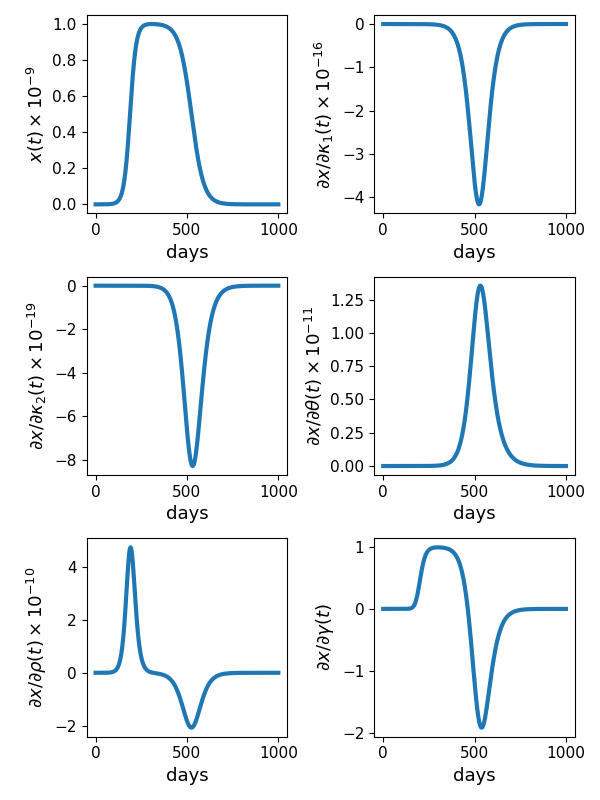 x(t) × 10⁻⁹
1.0
0.8
0.6
0.4
0.2
0.0
0 500 1000
days
∂x/∂κ₁(t) × 10⁻¹⁶
0
−1
−2
−3
−4
0 500 1000
days
∂x/∂κ₂(t) × 10⁻¹⁹
0
−2
−4
−6
−8
0 500 1000
days
∂x/∂θ(t) × 10⁻¹¹
1.25
1.00
0.75
0.50
0.25
0.00
0 500 1000
days
∂x/∂ρ(t) × 10⁻¹⁰
4
2
0
−2
0 500 1000
days
∂x/∂γ(t)
1
0
−1
−2
0 500 1000
days